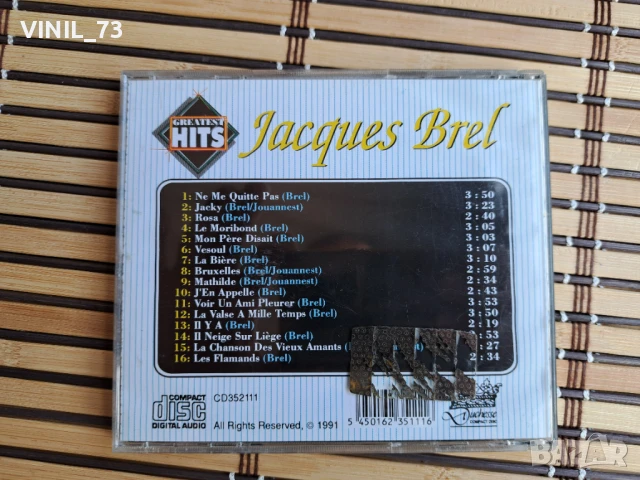 VINIL_73
GREATEST HITS
Jacques Brel
1: Ne Me Quitte Pas (Brel) 3 : 50
2: Jacky (Brel/Jouannest) 3 : 23
3: Rosa (Brel) 2 : 40
4: Le Moribond (Brel) 3 : 05
5: Mon Père Disait (Brel) 3 : 03
6: Vesoul (Brel) 3 : 07
7: La Bière (Brel) 3 : 10
8: Bruxelles (Brel/Jouannest) 2 : 59
9: Mathilde (Brel/Jouannest) 2 : 34
10: J'En Appelle (Brel) 2 : 43
11: Voir Un Ami Pleurer (Brel) 3 : 53
12: La Valse A Mille Temps (Brel) 3 : 50
13: Il Y A (Brel) 2 : 19
14: Il Neige Sur Liège (Brel) : 53
15: La Chanson Des Vieux Amants : 27
16: Les Flamands (Brel) 2 : 34
COMPACT disc DIGITAL AUDIO
CD352111
All Rights Reserved, © 1991
5 450162 351116
Duchesse
COMPACT DISC
BAZAR